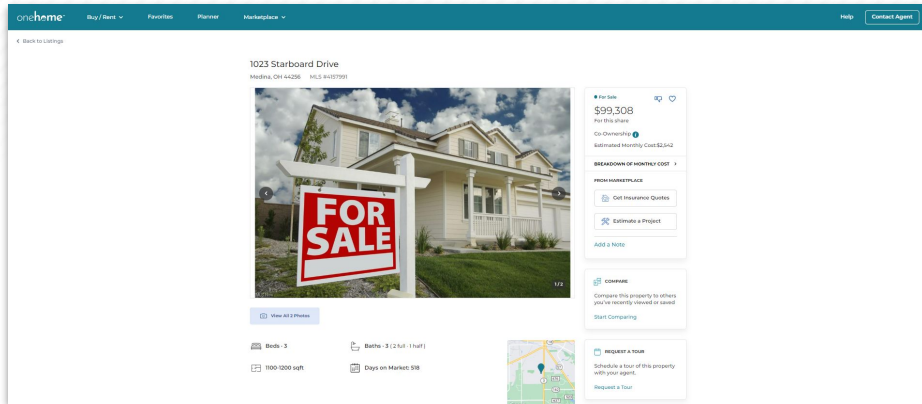 onehome
Buy / Rent
Favorites
Planner
Marketplace
Help
Contact Agent
Back to Listings
1023 Starboard Drive
Medina, OH 44256 MLS #4157991
FOR
SALE
1/2
View All 2 Photos
Beds - 3
Baths - 3 ( 2 full - 1 half )
1100-1200 sqft
Days on Market: 518
For Sale
$99,308
For this share
Co-Ownership
Estimated Monthly Cost:$2,542
BREAKDOWN OF MONTHLY COST
FROM MARKETPLACE
Get Insurance Quotes
Estimate a Project
Add a Note
COMPARE
Compare this property to others
you've recently viewed or saved
Start Comparing
REQUEST A TOUR
Schedule a tour of this property
with your agent.
Request a Tour